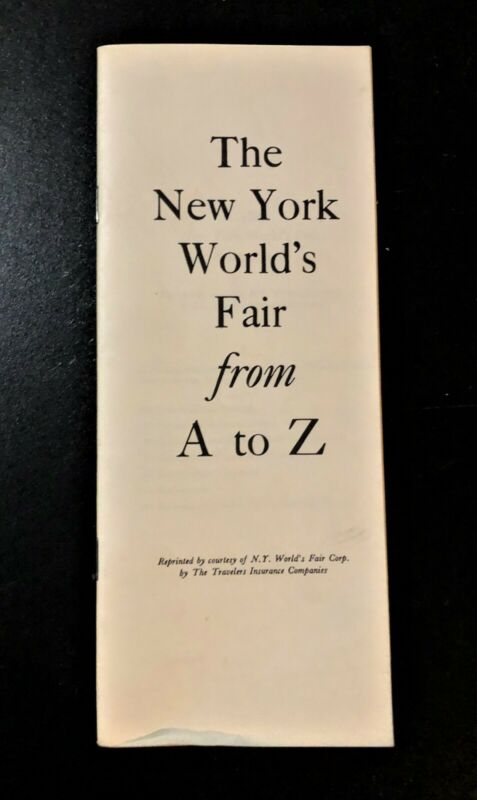 The
New York
World's
Fair
from
A to Z
Reprinted by courtesy of N.Y. World's Fair Corp.
by The Travelers Insurance Companies